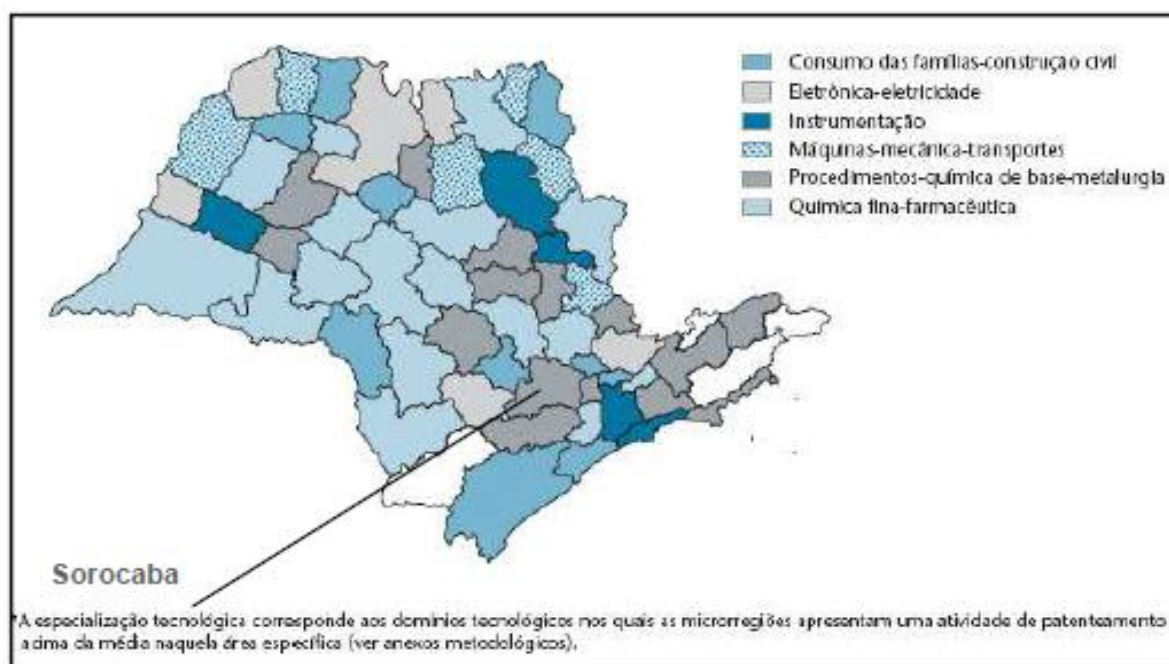 Consumo das famílias-construção civil
Eletrônica-eletricidade
Instrumentação
Máquinas-mecânica-transportes
Procedimentos-química de base-metalurgia
Química fina-farmacêutica
Sorocaba
*A especialização tecnológica corresponde aos domínios tecnológicos nos quais as microrregiões apresentam uma atividade de patenteamento
acima da média naquela área específica (ver anexos metodológicos).